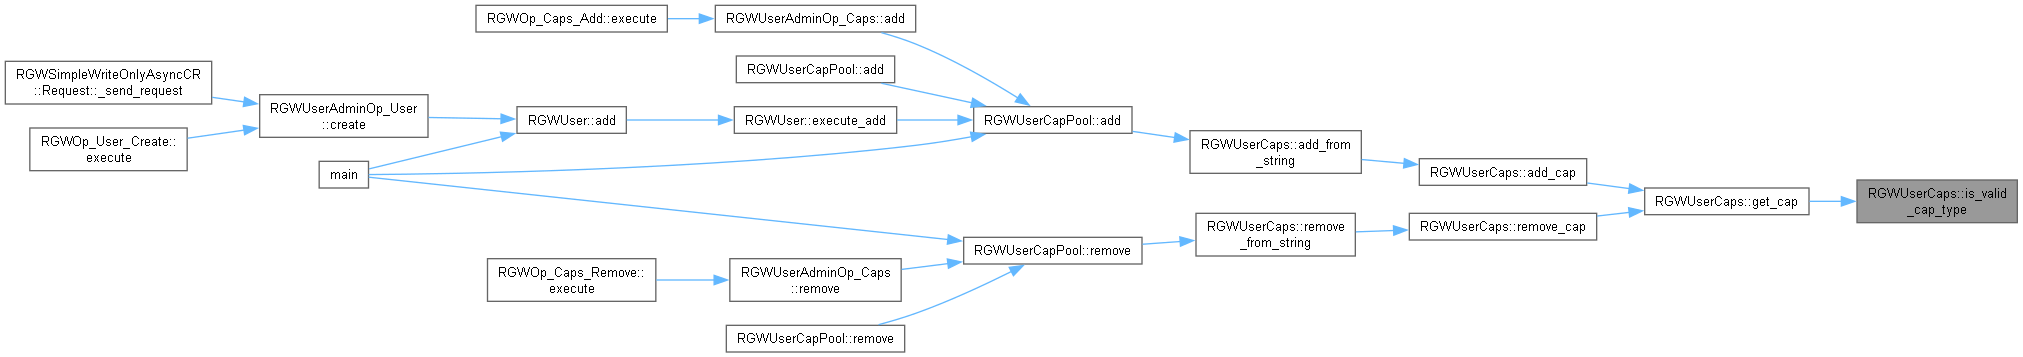 RGWOp_Caps_Add::execute
RGWUserAdminOp_Caps::add
RGWSimpleWriteOnlyAsyncCR
::Request::_send_request
RGWUserCapPool::add
RGWUserAdminOp_User
::create
RGWUser::add
RGWUser::execute_add
RGWUserCapPool::add
RGWOp_User_Create::
execute
main
RGWUserCaps::add_from
_string
RGWUserCaps::add_cap
RGWUserCaps::get_cap
RGWUserCaps::is_valid
_cap_type
RGWUserCaps::remove_cap
RGWUserCaps::remove
_from_string
RGWUserCapPool::remove
RGWOp_Caps_Remove::
execute
RGWUserAdminOp_Caps
::remove
RGWUserCapPool::remove